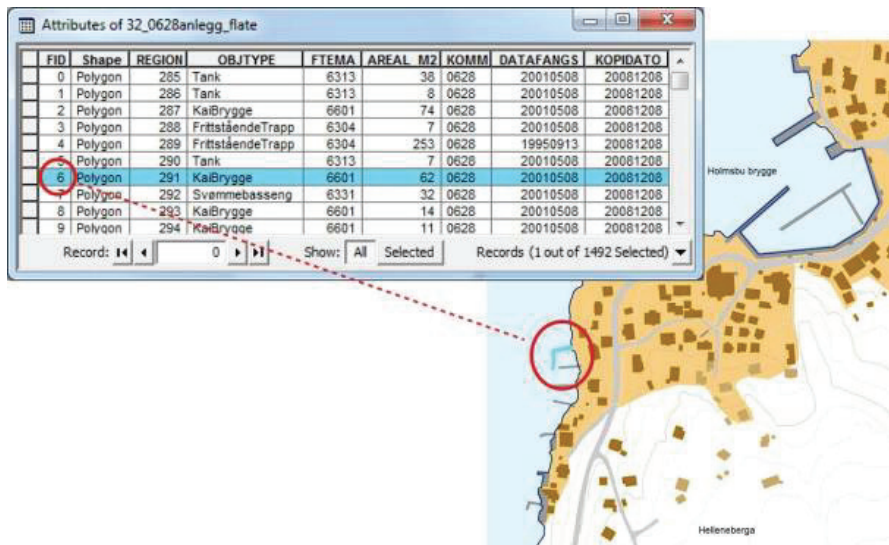 Attributes of 32_0628anlegg_flate
FID Shape REGION OBJTYPE FTEMA AREAL_M2 KOMM DATAFANGS KOPIDATO
0 Polygon 285 Tank 6313 38 0628 20010508 20081208
1 Polygon 286 Tank 6313 8 0628 20010508 20081208
2 Polygon 287 KaiBrygge 6601 74 0628 20010508 20081208
3 Polygon 288 FrittståendeTrapp 6304 7 0628 20010508 20081208
4 Polygon 289 FrittståendeTrapp 6304 253 0628 19950913 20081208
5 Polygon 290 Tank 6313 7 0628 20010508 20081208
6 Polygon 291 KaiBrygge 6601 62 0628 20010508 20081208
7 Polygon 292 Svømmebasseng 6331 32 0628 20010508 20081208
8 Polygon 293 KaiBrygge 6601 14 0628 20010508 20081208
9 Polygon 294 KaiBrygge 6601 11 0628 20010508 20081208
Record: 0 Show: All Selected Records (1 out of 1492 Selected)
Holmsbu brygge
Helleneberga